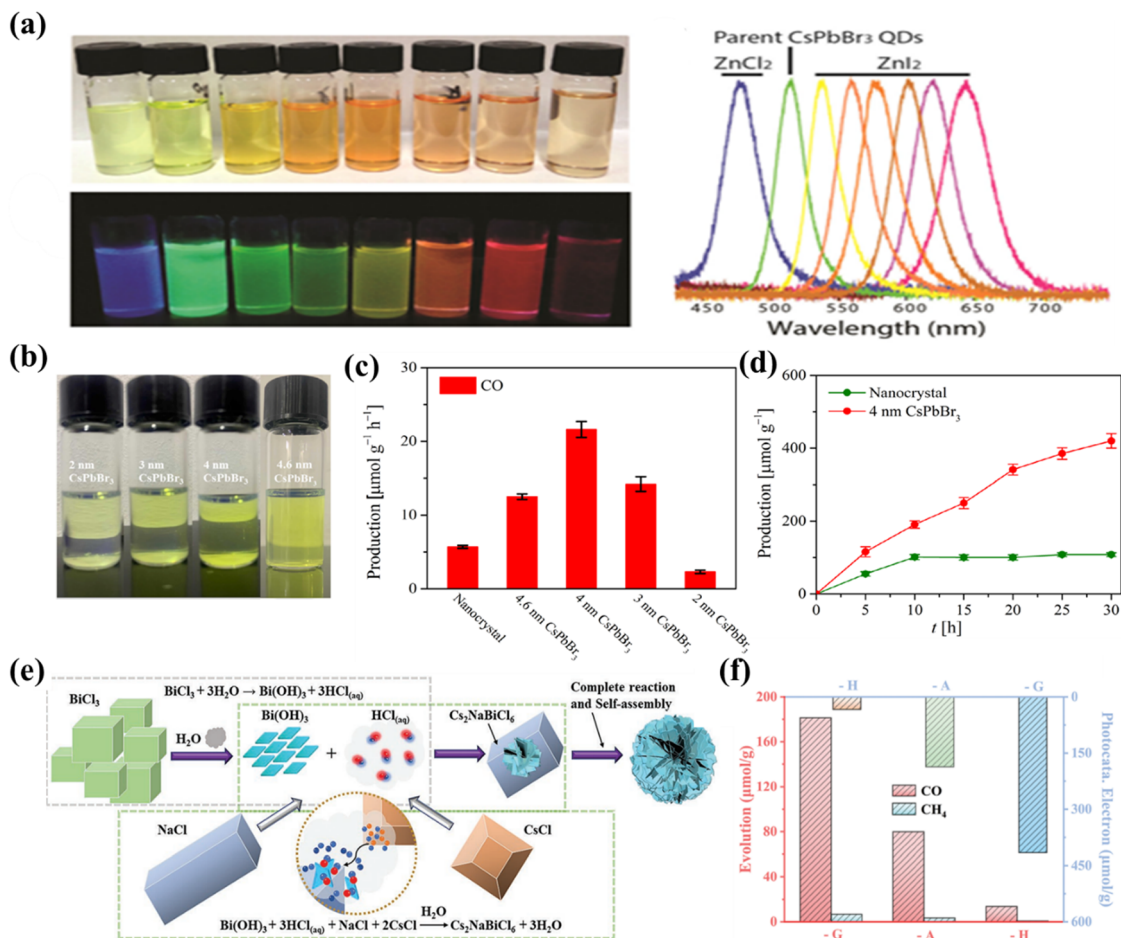 (a)
Parent CsPbBr₃ QDs
ZnCl₂
ZnI₂
450 500 550 600 650 700
Wavelength (nm)
(b)
2 nm
CsPbBr₃
3 nm
CsPbBr₃
4 nm
CsPbBr₃
4.6 nm
CsPbBr₃
(c)
CO
Production [μmol g⁻¹ h⁻¹]
30
20
10
0
Nanocrystal
4.6 nm CsPbBr₃
4 nm CsPbBr₃
3 nm CsPbBr₃
2 nm CsPbBr₃
(d)
Nanocrystal
4 nm CsPbBr₃
Production [μmol g⁻¹]
600
400
200
0
0 5 10 15 20 25 30
t [h]
(e)
BiCl₃
BiCl₃ + 3H₂O → Bi(OH)₃ + 3HCl(aq)
H₂O
Bi(OH)₃
+
HCl(aq)
Cs₂NaBiCl₆
Complete reaction
and Self-assembly
NaCl
CsCl
Bi(OH)₃ + 3HCl(aq) + NaCl + 2CsCl ⟶ Cs₂NaBiCl₆ + 3H₂O
H₂O
(f)
- H
- A
- G
Evolution (μmol/g)
200
160
120
80
40
0
CO
CH₄
0
150
300
450
600
Photocata. Electron
(μmol/g)
- G
- A
- H